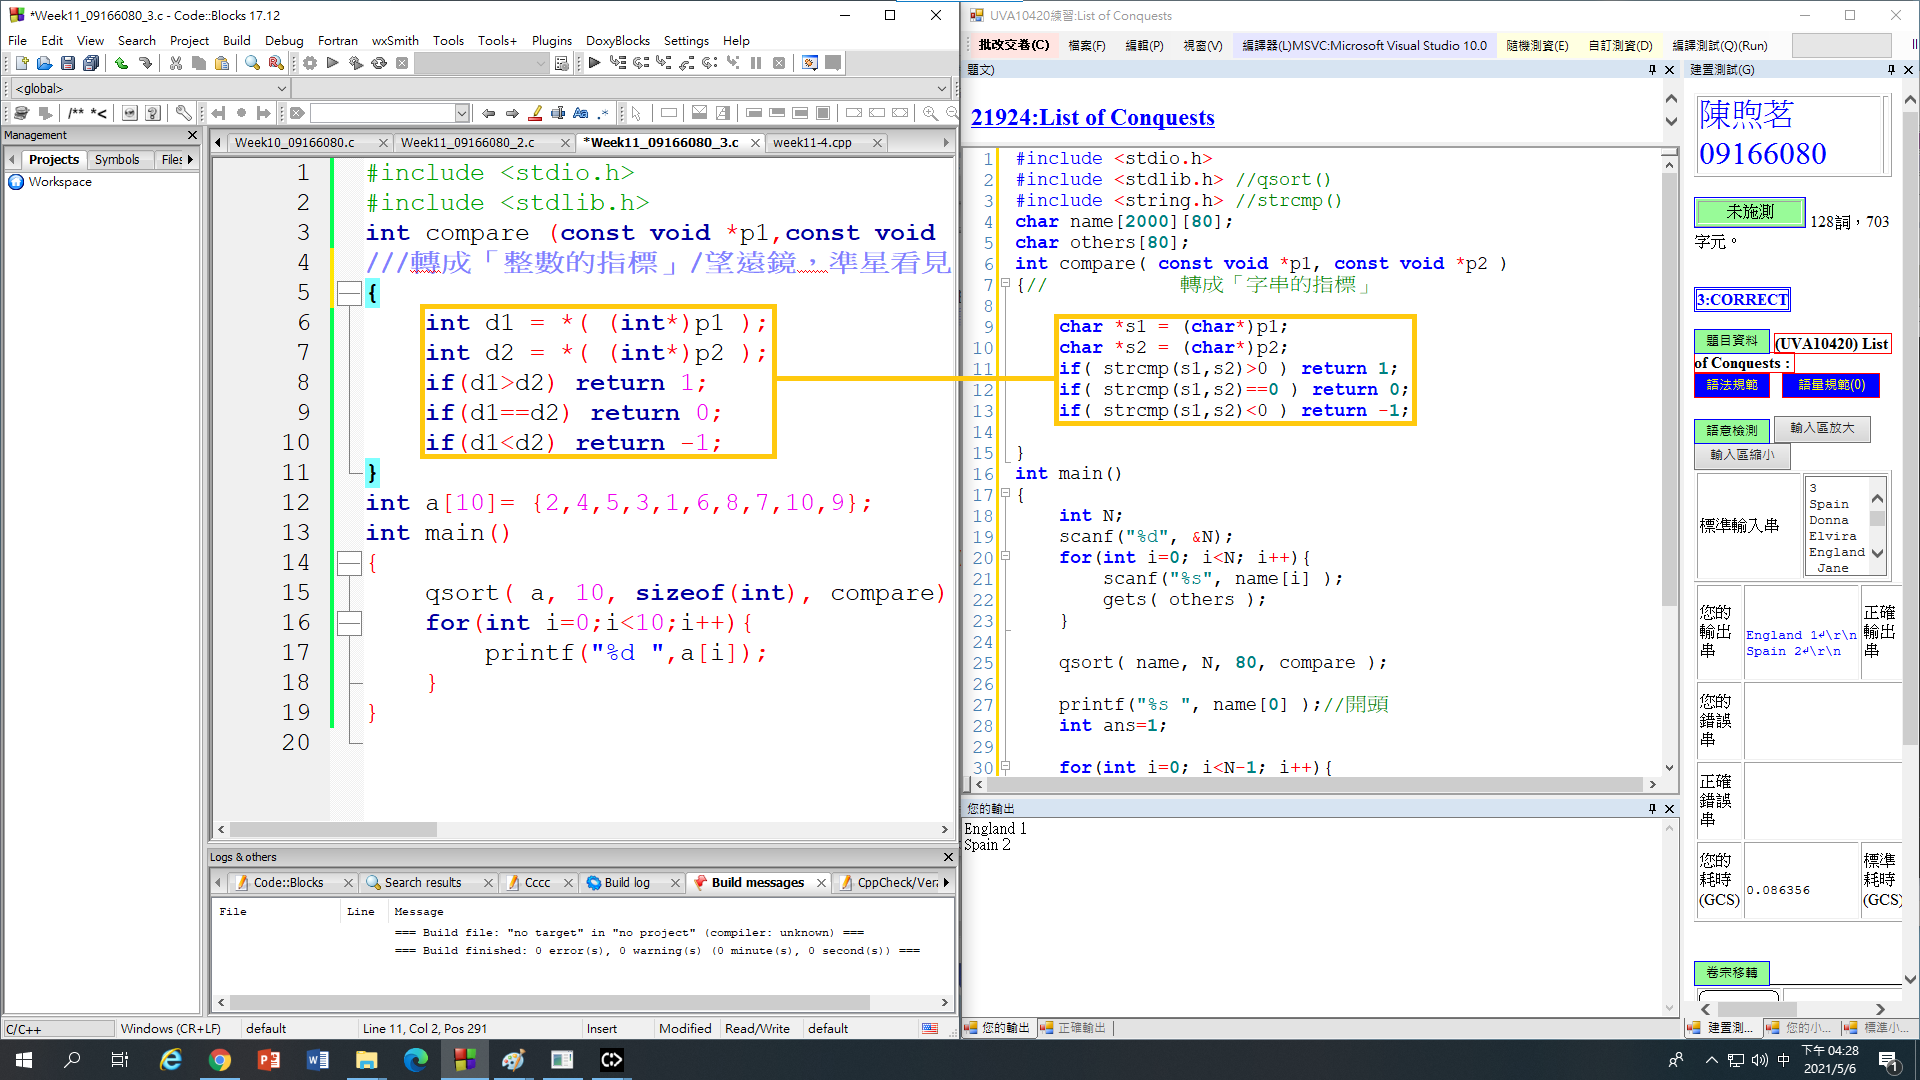 *Week11_09166080_3.c - Code::Blocks 17.12
File Edit View Search Project Build Debug Fortran wxSmith Tools Tools+ Plugins DoxyBlocks Settings Help
<global>
/** *<
Management
Projects Symbols Files
Workspace
Week10_09166080.c Week11_09166080_2.c *Week11_09166080_3.c week11-4.cpp
1 #include <stdio.h>
2 #include <stdlib.h>
3 int compare (const void *p1,const void
4 ///轉成「整數的指標」/望遠鏡，準星看見
5 {
6 int d1 = *( (int*)p1 );
7 int d2 = *( (int*)p2 );
8 if(d1>d2) return 1;
9 if(d1==d2) return 0;
10 if(d1<d2) return -1;
11 }
12 int a[10]= {2,4,5,3,1,6,8,7,10,9};
13 int main()
14 {
15 qsort( a, 10, sizeof(int), compare)
16 for(int i=0;i<10;i++){
17 printf("%d ",a[i]);
18 }
19 }
20
Logs & others
Code::Blocks Search results Cccc Build log Build messages CppCheck/Vera
File Line Message
=== Build file: "no target" in "no project" (compiler: unknown) ===
=== Build finished: 0 error(s), 0 warning(s) (0 minute(s), 0 second(s)) ===
C/C++ Windows (CR+LF) default Line 11, Col 2, Pos 291 Insert Modified Read/Write default
UVA10420練習:List of Conquests
批改交卷(C) 檔案(F) 編輯(P) 視窗(V) 編譯器(L)MSVC:Microsoft Visual Studio 10.0 隨機測資(E) 自訂測資(D) 編譯測試(Q)(Run)
題文)
21924:List of Conquests
1 #include <stdio.h>
2 #include <stdlib.h> //qsort()
3 #include <string.h> //strcmp()
4 char name[2000][80];
5 char others[80];
6 int compare( const void *p1, const void *p2 )
7 {// 轉成「字串的指標」
8
9 char *s1 = (char*)p1;
10 char *s2 = (char*)p2;
11 if( strcmp(s1,s2)>0 ) return 1;
12 if( strcmp(s1,s2)==0 ) return 0;
13 if( strcmp(s1,s2)<0 ) return -1;
14
15 }
16 int main()
17 {
18 int N;
19 scanf("%d", &N);
20 for(int i=0; i<N; i++){
21 scanf("%s", name[i] );
22 gets( others );
23 }
24
25 qsort( name, N, 80, compare );
26
27 printf("%s ", name[0] );//開頭
28 int ans=1;
29
30 for(int i=0; i<N-1; i++){
您的輸出
England 1
Spain 2
您的輸出 正確輸出
建置測試(G)
陳煦茗
09166080
未施測 128詞，703
字元。
3:CORRECT
題目資料 (UVA10420) List
of Conquests :
語法規範 語量規範(0)
語意檢測 輸入區放大
輸入區縮小
標準輸入串
3
Spain
Donna
Elvira
England
Jane
您的輸出串
England 1↵\r\n
Spain 2↵\r\n
正確輸出串
您的錯誤串
正確錯誤串
您的耗時(GCS)
0.086356
標準耗時(GCS)
卷宗移轉
建置測... 您的小... 標準小...
中
下午 04:28
2021/5/6
1